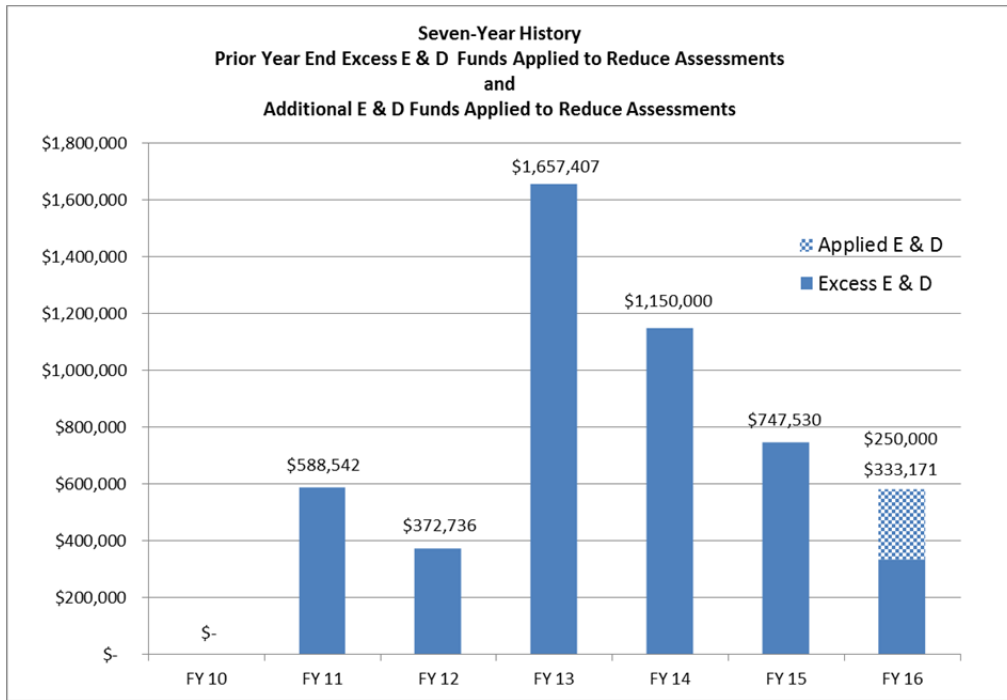 Seven-Year History
Prior Year End Excess E & D Funds Applied to Reduce Assessments
and
Additional E & D Funds Applied to Reduce Assessments
$1,800,000
$1,657,407
$1,600,000
Applied E & D
$1,400,000
Excess E & D
$1,200,000
$1,150,000
$1,000,000
$800,000
$747,530
$250,000
$588,542
$333,171
$600,000
$372,736
$400,000
$200,000
$-
$-
FY 10 FY 11 FY 12 FY 13 FY 14 FY 15 FY 16